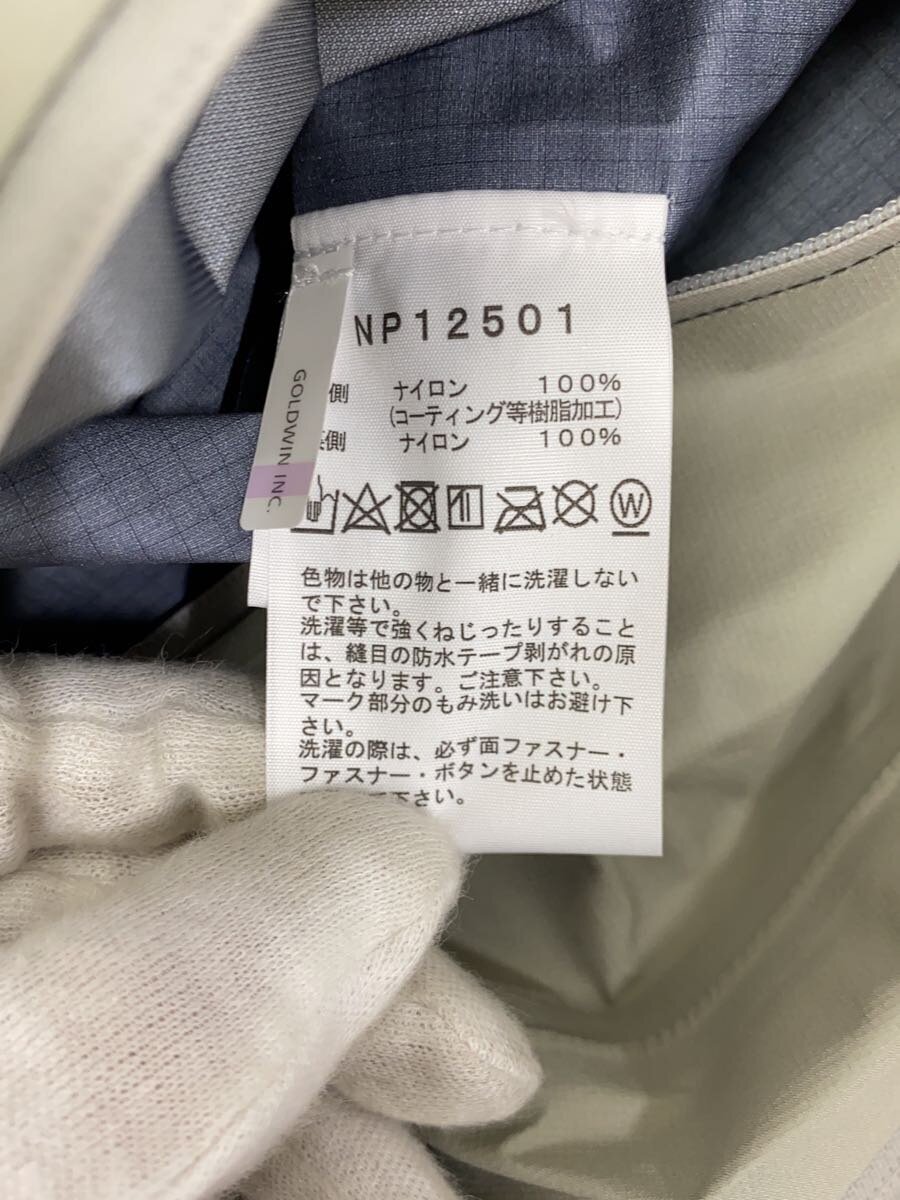 NP12501
GOLDWIN INC.
側 ナイロン 100%
(コーティング等樹脂加工)
側 ナイロン 100%
W
色物は他の物と一緒に洗濯しない
で下さい。
洗濯等で強くねじったりすること
は、縫目の防水テープ剥がれの原
因となります。ご注意下さい。
マーク部分のもみ洗いはお避け下
さい。
洗濯の際は、必ず面ファスナー・
ファスナー・ボタンを止めた状態
下さい。